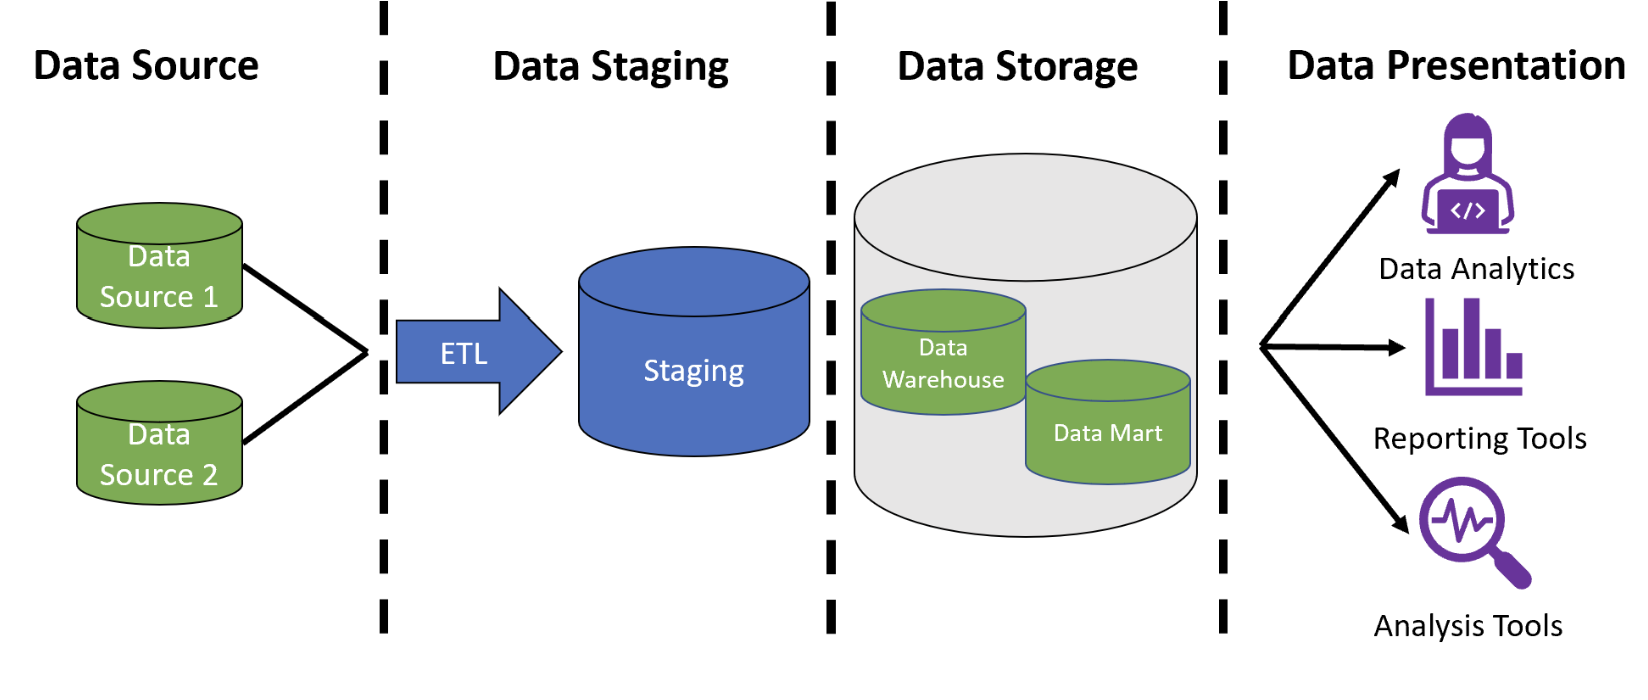 Data Source
Data Staging
Data Storage
Data Presentation
Data
Source 1
Data
Source 2
ETL
Staging
Data
Warehouse
Data Mart
</>
Data Analytics
Reporting Tools
Analysis Tools